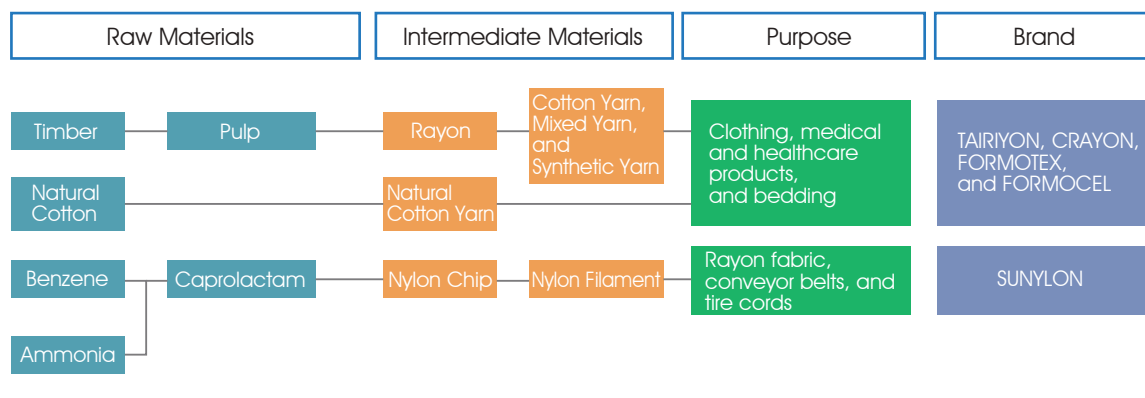 Raw Materials
Intermediate Materials
Purpose
Brand
Timber
Pulp
Rayon
Cotton Yarn,
Mixed Yarn,
and
Synthetic Yarn
Clothing, medical
and healthcare
products,
and bedding
TAIRIYON, CRAYON,
FORMOTEX,
and FORMOCEL
Natural
Cotton
Natural
Cotton Yarn
Benzene
Caprolactam
Nylon Chip
Nylon Filament
Rayon fabric,
conveyor belts, and
tire cords
SUNYLON
Ammonia